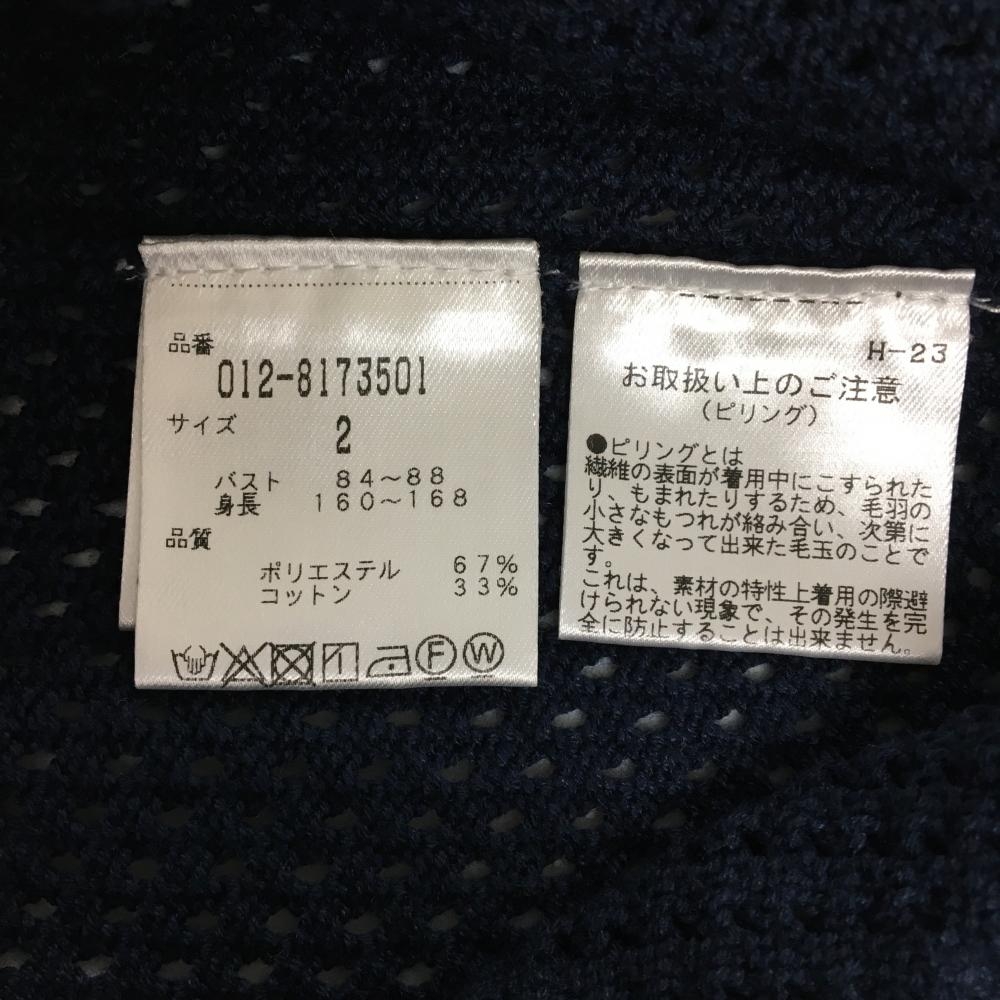 品番
012-8173501
サイズ
2
バスト 84～88
身長 160～168
品質
ポリエステル 67%
コットン 33%
F W
H-23
お取扱い上のご注意
（ピリング）
●ピリングとは
繊維の表面が着用中にこすられた
り、もまれたりするため、毛羽の
小さなもつれが絡み合い、次第に
大きくなって出来た毛玉のことで
す。
これは、素材の特性上着用の際避
けられない現象で、その発生を完
全に防止することは出来ません。